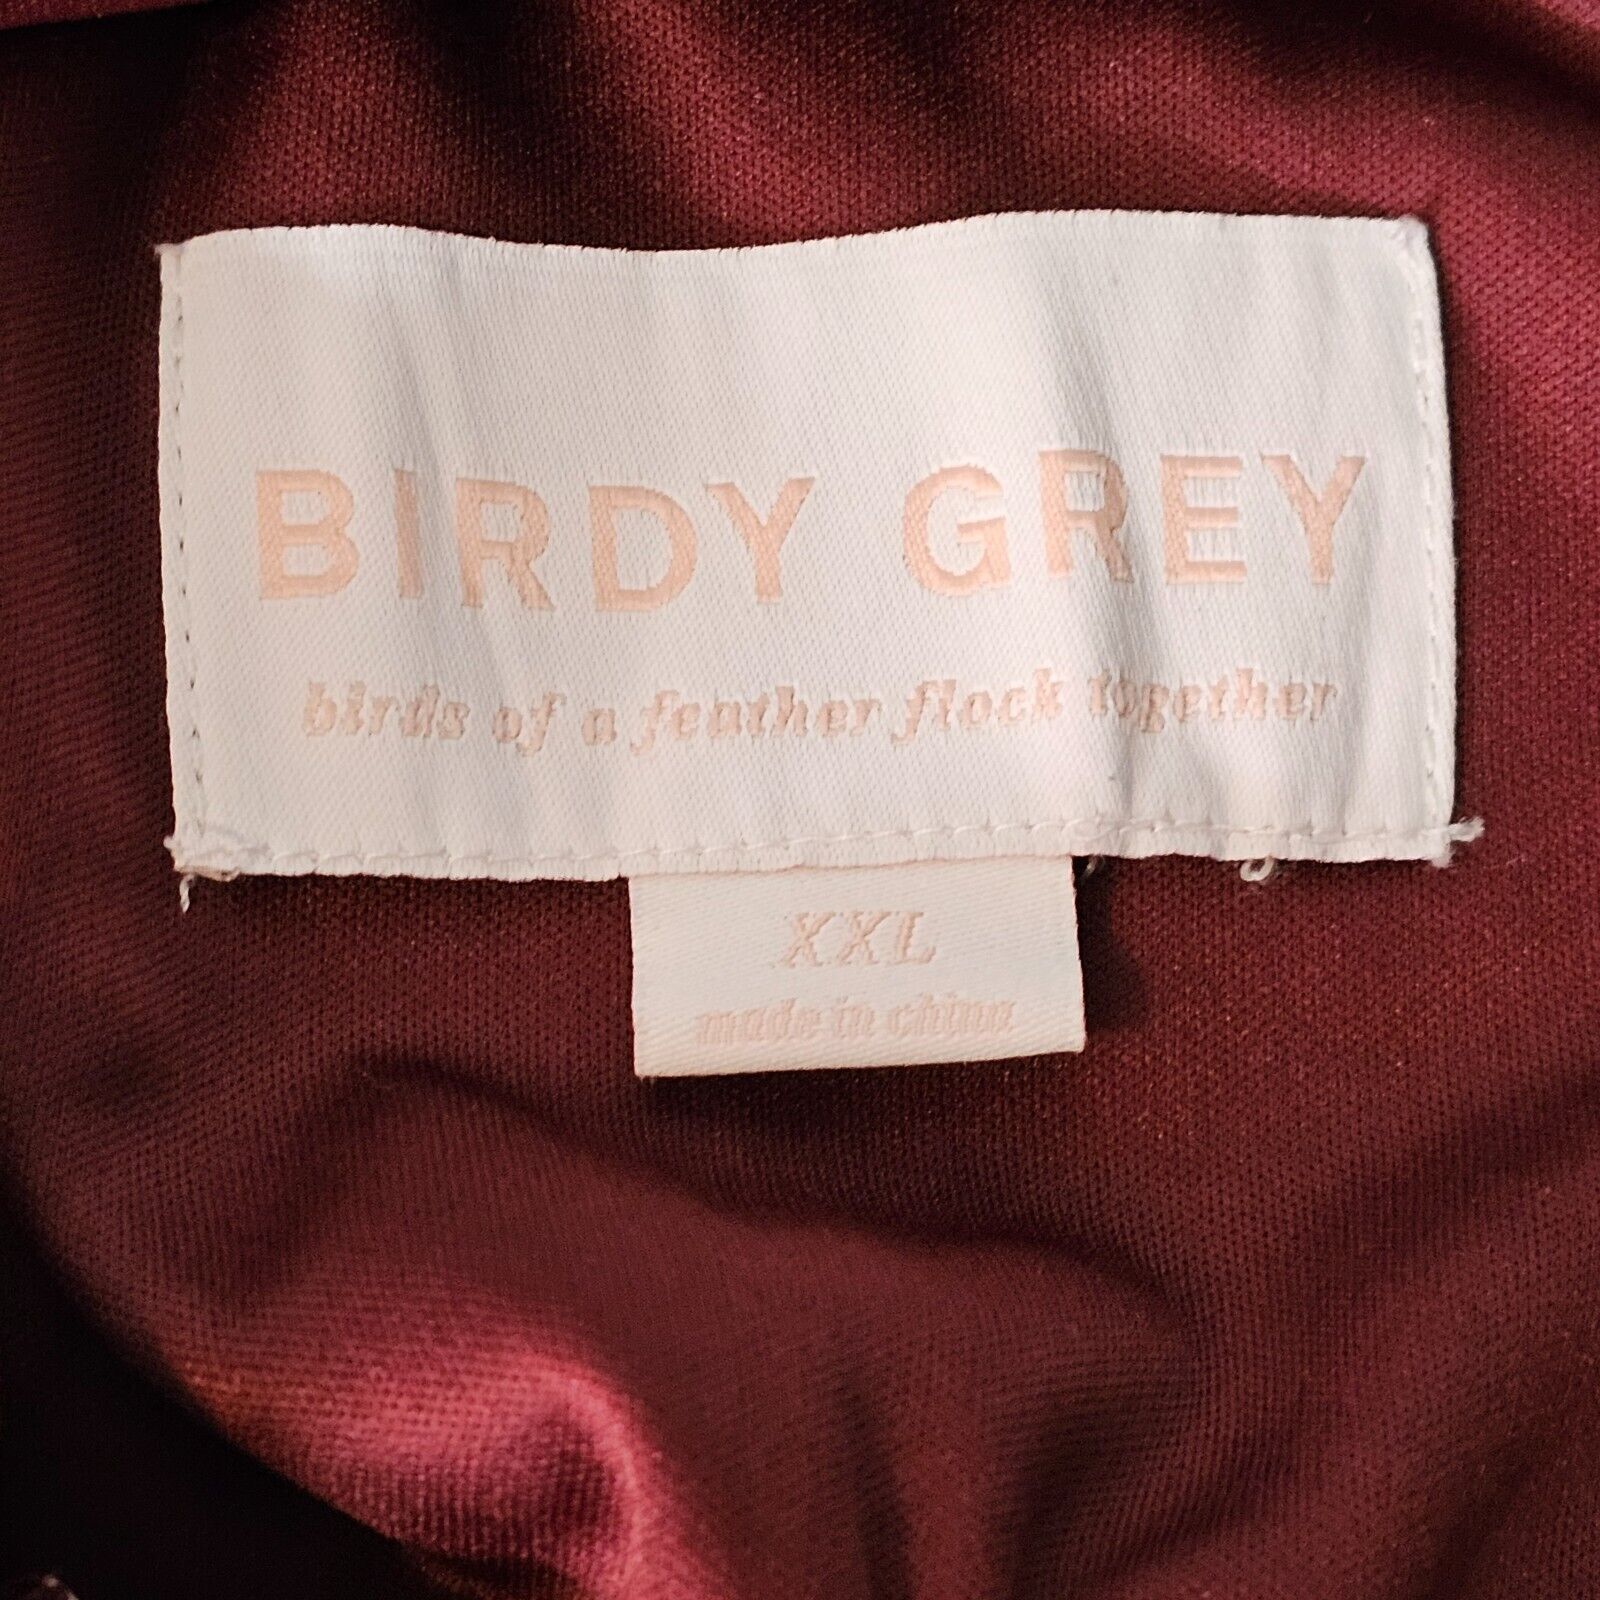 BIRDY GREY
birds of a feather flock together
XXL
made in china